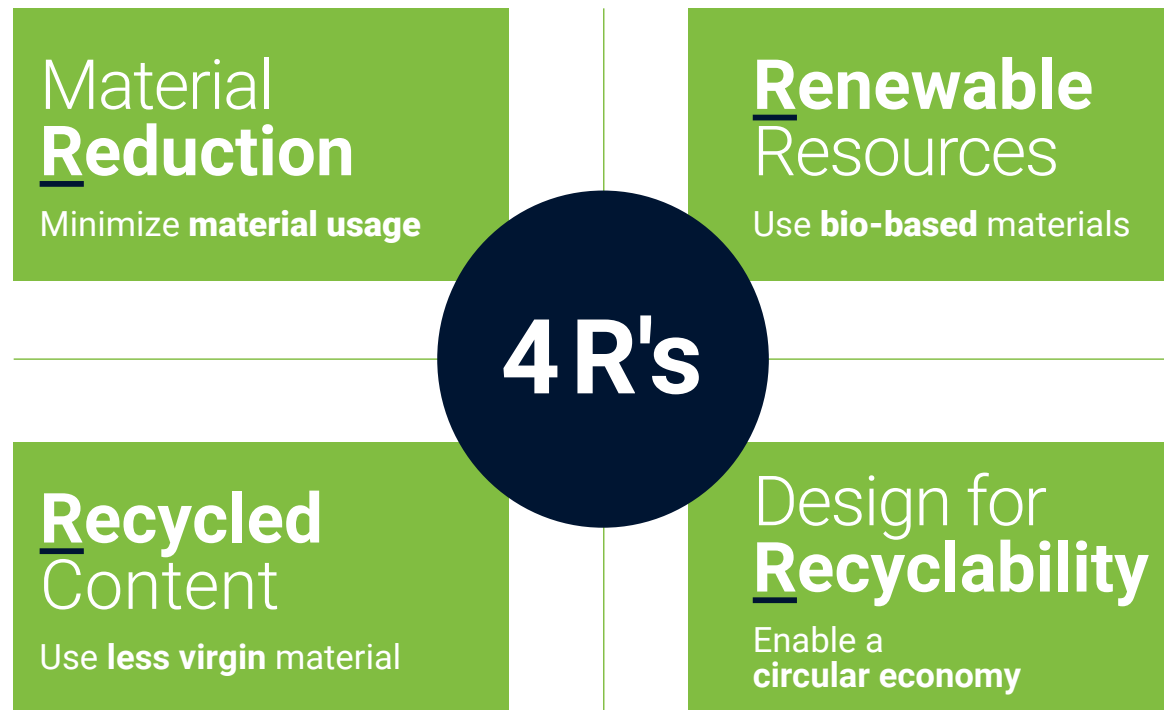 Material
Reduction
Minimize material usage
Renewable
Resources
Use bio-based materials
4 R's
Recycled
Content
Use less virgin material
Design for
Recyclability
Enable a
circular economy